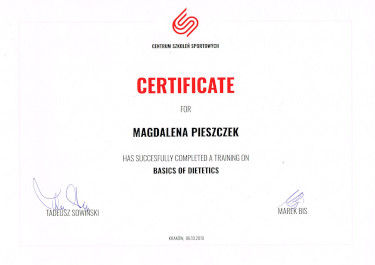 CENTRUM SZKOLEŃ SPORTOWYCH
CERTIFICATE
FOR
MAGDALENA PIESZCZEK
HAS SUCCESFULLY COMPLETED A TRAINING ON
BASICS OF DIETETICS
TADEUSZ SOWIŃSKI
MAREK BIS
KRAKÓW,